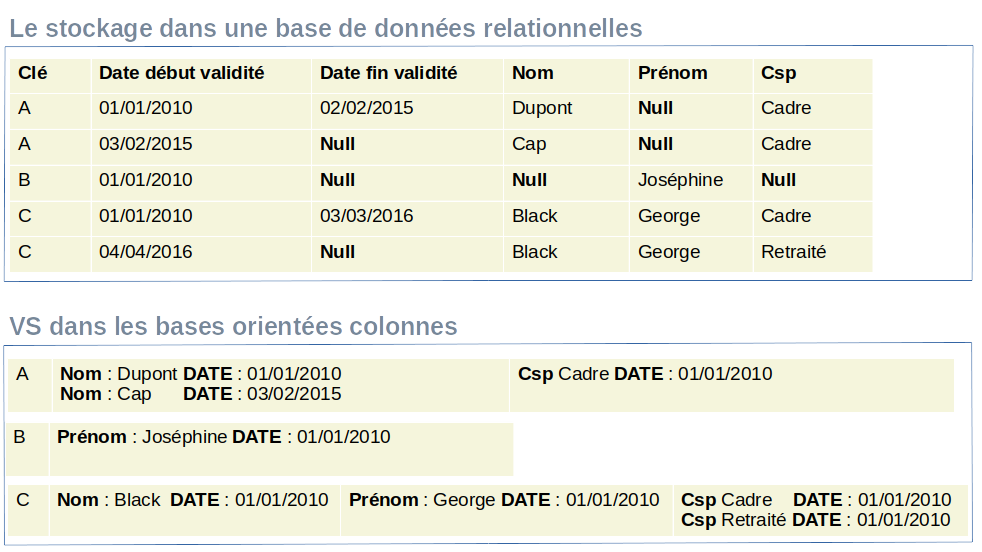 Le stockage dans une base de données relationnelles
Clé Date début validité Date fin validité Nom Prénom Csp
A 01/01/2010 02/02/2015 Dupont Null Cadre
A 03/02/2015 Null Cap Null Cadre
B 01/01/2010 Null Null Joséphine Null
C 01/01/2010 03/03/2016 Black George Cadre
C 04/04/2016 Null Black George Retraité
VS dans les bases orientées colonnes
A Nom : Dupont DATE : 01/01/2010 Csp Cadre DATE : 01/01/2010
Nom : Cap DATE : 03/02/2015
B Prénom : Joséphine DATE : 01/01/2010
C Nom : Black DATE : 01/01/2010 Prénom : George DATE : 01/01/2010 Csp Cadre DATE : 01/01/2010
Csp Retraité DATE : 01/01/2010